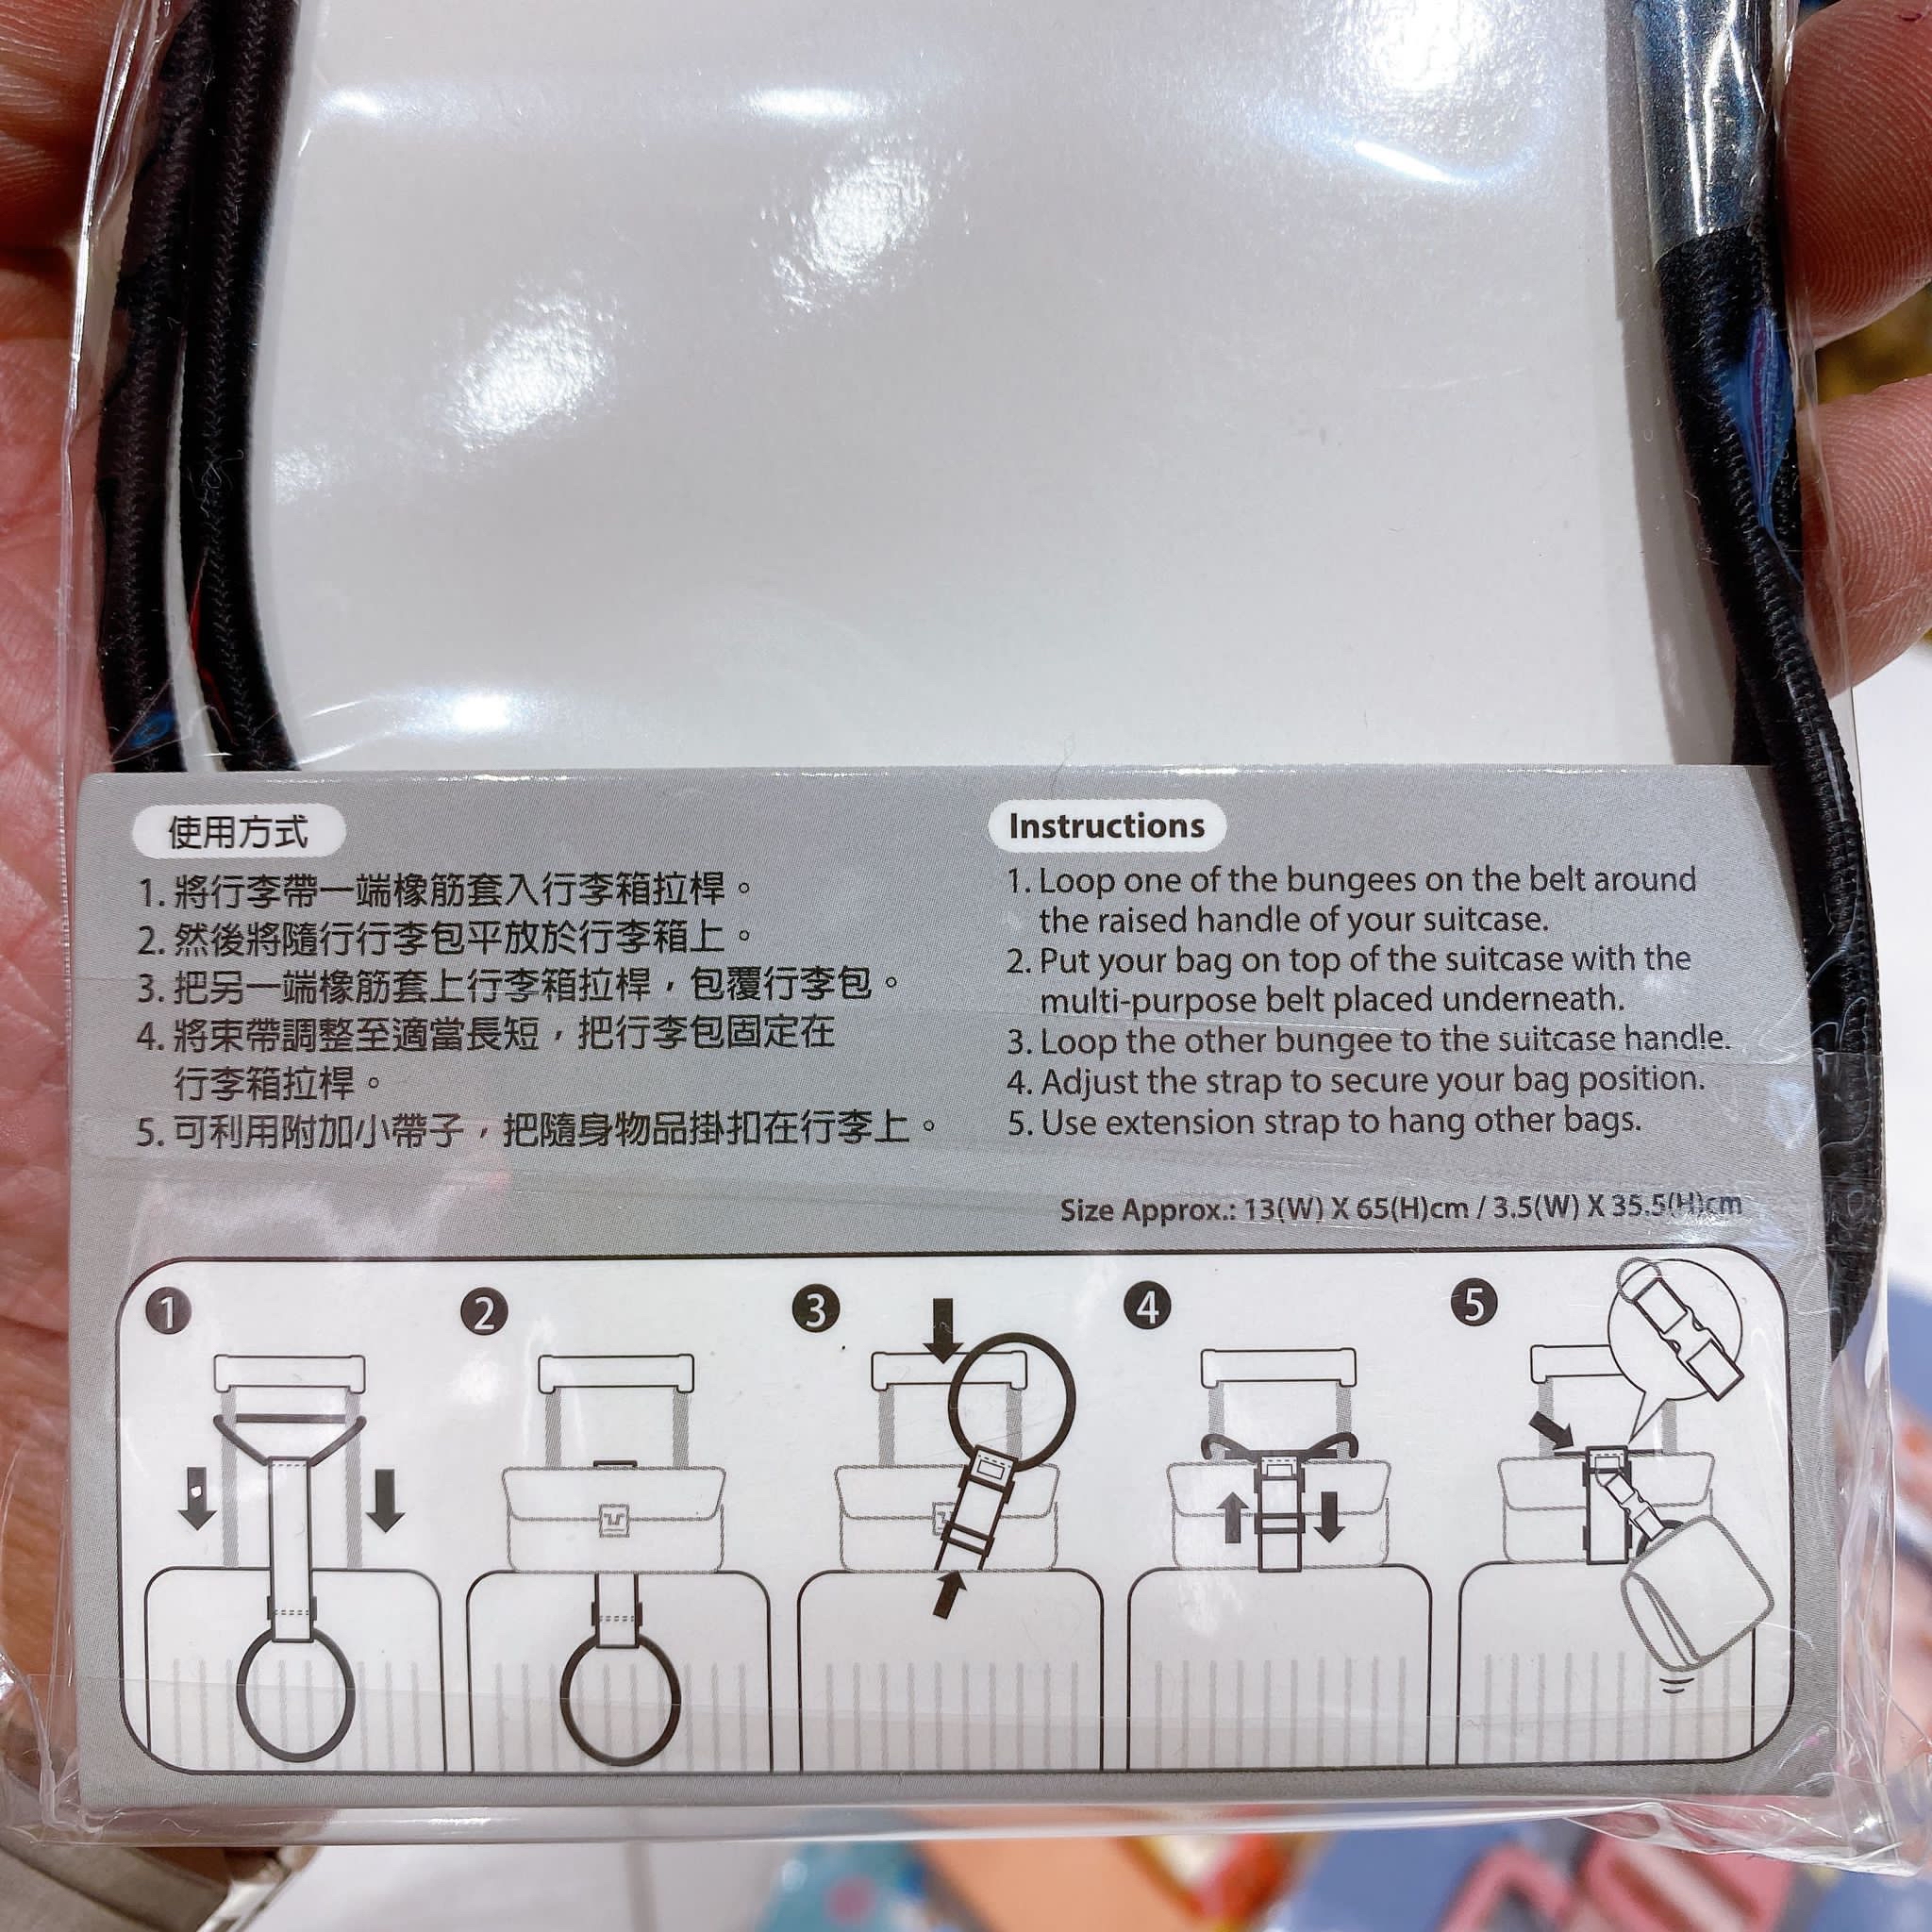 使用方式
1. 將行李帶一端橡筋套入行李箱拉桿。
2. 然後將隨行行李包平放於行李箱上。
3. 把另一端橡筋套上行李箱拉桿，包覆行李包。
4. 將束帶調整至適當長短，把行李包固定在
行李箱拉桿。
5. 可利用附加小帶子，把隨身物品掛扣在行李上。
Instructions
1. Loop one of the bungees on the belt around
the raised handle of your suitcase.
2. Put your bag on top of the suitcase with the
multi-purpose belt placed underneath.
3. Loop the other bungee to the suitcase handle.
4. Adjust the strap to secure your bag position.
5. Use extension strap to hang other bags.
Size Approx.: 13(W) X 65(H)cm / 3.5(W) X 35.5(H)cm
1 2 3 4 5